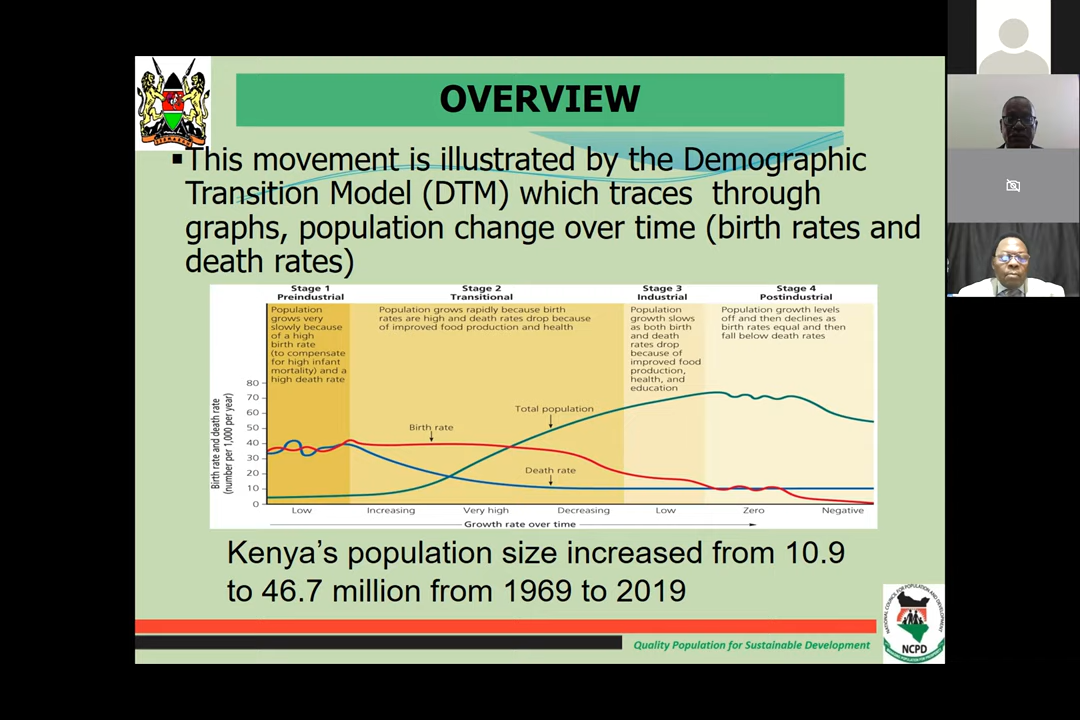 OVERVIEW
▪This movement is illustrated by the Demographic
Transition Model (DTM) which traces through
graphs, population change over time (birth rates and
death rates)
Stage 1
Preindustrial
Stage 2
Transitional
Stage 3
Industrial
Stage 4
Postindustrial
Population
grows very
slowly because
of a high
birth rate
(to compensate
for high infant
mortality) and a
high death rate
Population grows rapidly because birth
rates are high and death rates drop because
of improved food production and health
Population
growth slows
as both birth
and death
rates drop
because of
improved food
production,
health, and
education
Population growth levels
off and then declines as
birth rates equal and then
fall below death rates
Birth rate and death rate
(number per 1,000 per year)
80
70
60
50
40
30
20
10
0
Total population
Birth rate
Death rate
Low
Increasing
Very high
Decreasing
Low
Zero
Negative
Growth rate over time
Kenya's population size increased from 10.9
to 46.7 million from 1969 to 2019
Quality Population for Sustainable Development
NATIONAL COUNCIL FOR POPULATION AND DEVELOPMENT
NCPD